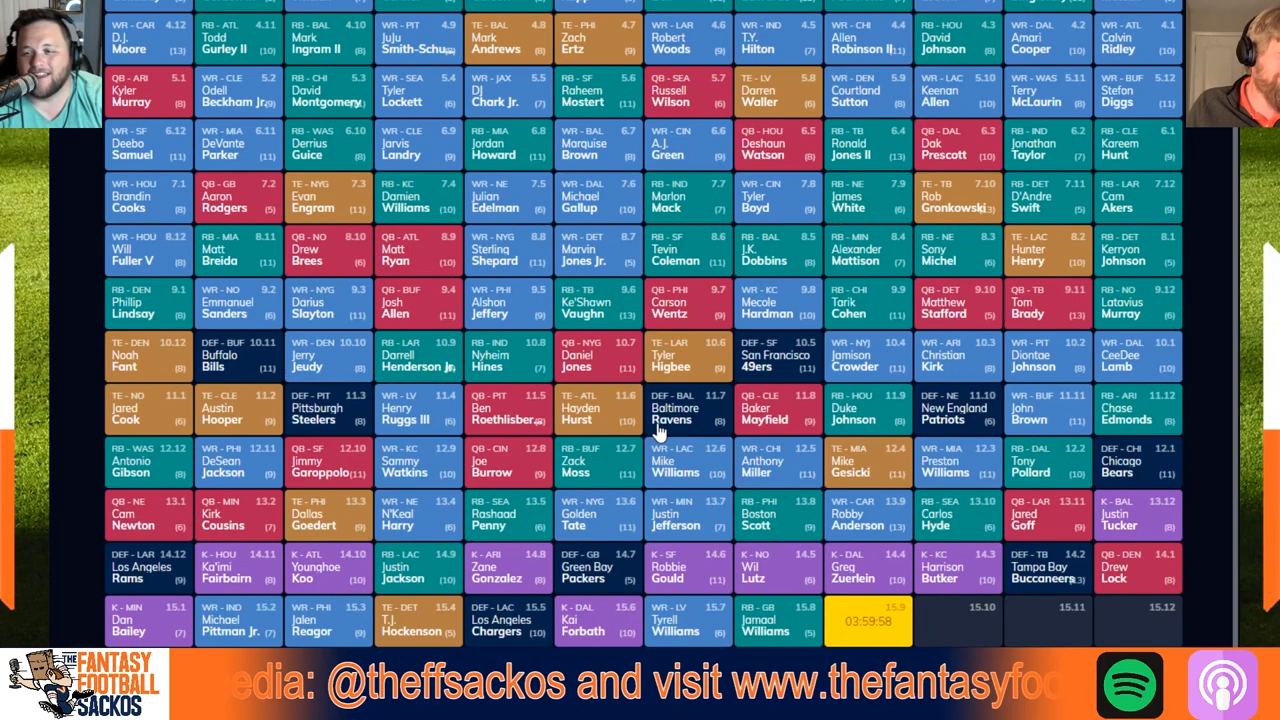 WR - CAR 4.12 RB - ATL 4.11 RB - BAL 4.10 WR - PIT 4.9 TE - BAL 4.8 TE - PHI 4.7 WR - LAR 4.6 WR - IND 4.5 WR - CHI 4.4 RB - HOU 4.3 WR - DAL 4.2 WR - ATL 4.1
D.J. Todd Mark JuJu Mark Zach Robert T.Y. Allen David Amari Calvin
Moore (13) Gurley II (10) Ingram II (8) Smith-Schu... Andrews (8) Ertz (9) Woods (9) Hilton (7) Robinson II (11) Johnson (8) Cooper (10) Ridley (10)
QB - ARI 5.1 WR - CLE 5.2 RB - CHI 5.3 WR - SEA 5.4 WR - JAX 5.5 RB - SF 5.6 QB - SEA 5.7 TE - LV 5.8 WR - DEN 5.9 WR - LAC 5.10 WR - WAS 5.11 WR - BUF 5.12
Kyler Odell David Tyler DJ Raheem Russell Darren Courtland Keenan Terry Stefon
Murray (8) Beckham Jr. (9) Montgomery Lockett (6) Chark Jr. (7) Mostert (11) Wilson (6) Waller (6) Sutton (8) Allen (10) McLaurin (8) Diggs (11)
WR - SF 6.12 WR - MIA 6.11 RB - WAS 6.10 WR - CLE 6.9 RB - MIA 6.8 WR - BAL 6.7 WR - CIN 6.6 QB - HOU 6.5 RB - TB 6.4 QB - DAL 6.3 RB - IND 6.2 RB - CLE 6.1
Deebo DeVante Derrius Jarvis Jordan Marquise A.J. Deshaun Ronald Dak Jonathan Kareem
Samuel (11) Parker (11) Guice (8) Landry (9) Howard (11) Brown (8) Green (9) Watson (8) Jones II (13) Prescott (10) Taylor (7) Hunt (9)
WR - HOU 7.1 QB - GB 7.2 TE - NYG 7.3 RB - KC 7.4 WR - NE 7.5 WR - DAL 7.6 RB - IND 7.7 WR - CIN 7.8 RB - NE 7.9 TE - TB 7.10 RB - DET 7.11 RB - LAR 7.12
Brandin Aaron Evan Damien Julian Michael Marlon Tyler James Rob D'Andre Cam
Cooks (8) Rodgers (5) Engram (11) Williams (10) Edelman (6) Gallup (10) Mack (7) Boyd (9) White (6) Gronkowski (13) Swift (5) Akers (9)
WR - HOU 8.12 RB - MIA 8.11 QB - NO 8.10 QB - ATL 8.9 WR - NYG 8.8 WR - DET 8.7 RB - SF 8.6 RB - BAL 8.5 RB - MIN 8.4 RB - NE 8.3 TE - LAC 8.2 RB - DET 8.1
Will Matt Drew Matt Sterling Marvin Tevin J.K. Alexander Sony Hunter Kerryon
Fuller V (8) Breida (11) Brees (6) Ryan (10) Shepard (11) Jones Jr. (5) Coleman (11) Dobbins (8) Mattison (7) Michel (6) Henry (10) Johnson (5)
RB - DEN 9.1 WR - NO 9.2 WR - NYG 9.3 QB - BUF 9.4 WR - PHI 9.5 RB - TB 9.6 QB - PHI 9.7 WR - KC 9.8 RB - CHI 9.9 QB - DET 9.10 QB - TB 9.11 RB - NO 9.12
Phillip Emmanuel Darius Josh Alshon Ke'Shawn Carson Mecole Tarik Matthew Tom Latavius
Lindsay (8) Sanders (6) Slayton (11) Allen (11) Jeffery (9) Vaughn (13) Wentz (9) Hardman (10) Cohen (11) Stafford (5) Brady (13) Murray (6)
TE - DEN 10.12 DEF - BUF 10.11 WR - DEN 10.10 RB - LAR 10.9 RB - IND 10.8 QB - NYG 10.7 TE - LAR 10.6 DEF - SF 10.5 WR - NYJ 10.4 WR - ARI 10.3 WR - PIT 10.2 WR - DAL 10.1
Noah Buffalo Jerry Darrell Nyheim Daniel Tyler San Francisco Jamison Christian Diontae CeeDee
Fant (8) Bills (11) Jeudy (8) Henderson Jr. Hines (7) Jones (11) Higbee (9) 49ers (11) Crowder (11) Kirk (8) Johnson (8) Lamb (10)
TE - NO 11.1 TE - CLE 11.2 DEF - PIT 11.3 WR - LV 11.4 QB - PIT 11.5 TE - ATL 11.6 DEF - BAL 11.7 QB - CLE 11.8 RB - HOU 11.9 DEF - NE 11.10 WR - BUF 11.11 RB - ARI 11.12
Jared Austin Pittsburgh Henry Ben Hayden Baltimore Baker Duke New England John Chase
Cook (6) Hooper (9) Steelers (8) Ruggs III (6) Roethlisber... Hurst (10) Ravens (8) Mayfield (9) Johnson (8) Patriots (6) Brown (11) Edmonds (8)
RB - WAS 12.12 WR - PHI 12.11 QB - SF 12.10 WR - KC 12.9 QB - CIN 12.8 RB - BUF 12.7 WR - LAC 12.6 WR - CHI 12.5 TE - MIA 12.4 WR - MIA 12.3 RB - DAL 12.2 DEF - CHI 12.1
Antonio DeSean Jimmy Sammy Joe Zack Mike Anthony Mike Preston Tony Chicago
Gibson (8) Jackson (9) Garoppolo (11) Watkins (10) Burrow (9) Moss (11) Williams (10) Miller (11) Gesicki (11) Williams (11) Pollard (10) Bears (11)
QB - NE 13.1 QB - MIN 13.2 TE - PHI 13.3 WR - NE 13.4 RB - SEA 13.5 WR - NYG 13.6 WR - MIN 13.7 RB - PHI 13.8 WR - CAR 13.9 RB - SEA 13.10 QB - LAR 13.11 K - BAL 13.12
Cam Kirk Dallas N'Keal Rashaad Golden Justin Boston Robby Carlos Jared Justin
Newton (6) Cousins (7) Goedert (9) Harry (6) Penny (6) Tate (11) Jefferson (7) Scott (9) Anderson (13) Hyde (6) Goff (9) Tucker (8)
DEF - LAR 14.12 K - HOU 14.11 K - ATL 14.10 RB - LAC 14.9 K - ARI 14.8 DEF - GB 14.7 K - SF 14.6 K - NO 14.5 K - DAL 14.4 K - KC 14.3 DEF - TB 14.2 QB - DEN 14.1
Los Angeles Ka'imi Younghoe Justin Zane Green Bay Robbie Wil Greg Harrison Tampa Bay Drew
Rams (9) Fairbairn (8) Koo (10) Jackson (10) Gonzalez (8) Packers (5) Gould (11) Lutz (6) Zuerlein (10) Butker (10) Buccaneers (13) Lock (8)
K - MIN 15.1 WR - IND 15.2 WR - PHI 15.3 TE - DET 15.4 DEF - LAC 15.5 K - DAL 15.6 WR - LV 15.7 RB - GB 15.8 15.9 15.10 15.11 15.12
Dan Michael Jalen T.J. Los Angeles Kai Tyrell Jamaal 03:59:58
Bailey (7) Pittman Jr. (7) Reagor (9) Hockenson (5) Chargers (10) Forbath (10) Williams (6) Williams (5)
THE FANTASY FOOTBALL SACKOS
edia: @theffsackos and visit www.thefantasyfoo